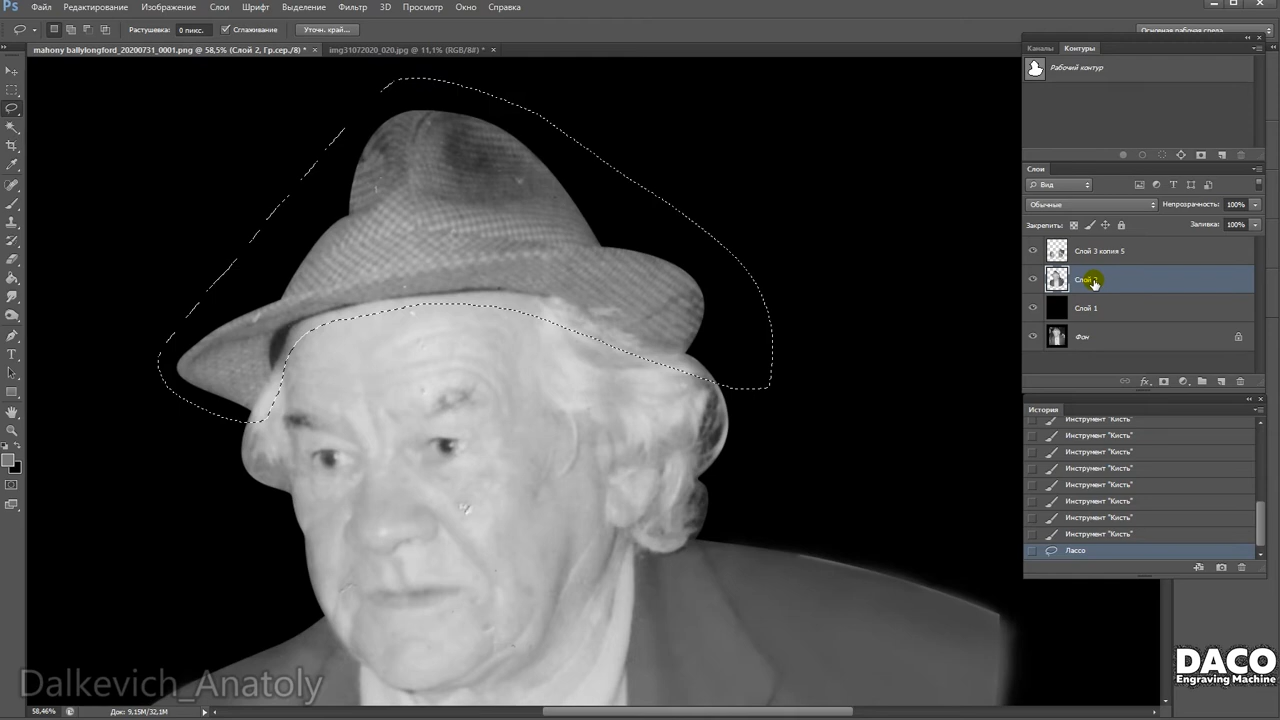 Ps Файл Редактирование Изображение Слои Шрифт Выделение Фильтр 3D Просмотр Окно Справка
Растушевка: 0 пикс. Сглаживание Уточн. край...
Основная рабочая среда
mahony ballylongford_20200731_0001.png @ 58,5% (Слой 2, Гр.сер./8) * × img31072020_020.jpg @ 11,1% (RGB/8#) * ×
Каналы Контуры
Рабочий контур
Слои
Вид
Обычные Непрозрачность: 100%
Закрепить: Заливка: 100%
Слой 3 копия 5
Слой 2
Слой 1
Фон
История
Инструмент "Кисть"
Инструмент "Кисть"
Инструмент "Кисть"
Инструмент "Кисть"
Инструмент "Кисть"
Инструмент "Кисть"
Инструмент "Кисть"
Инструмент "Кисть"
Лассо
Dalkevich_Anatoly
DACO
Engraving Machine
58,46% Док: 9,15M/32,1M